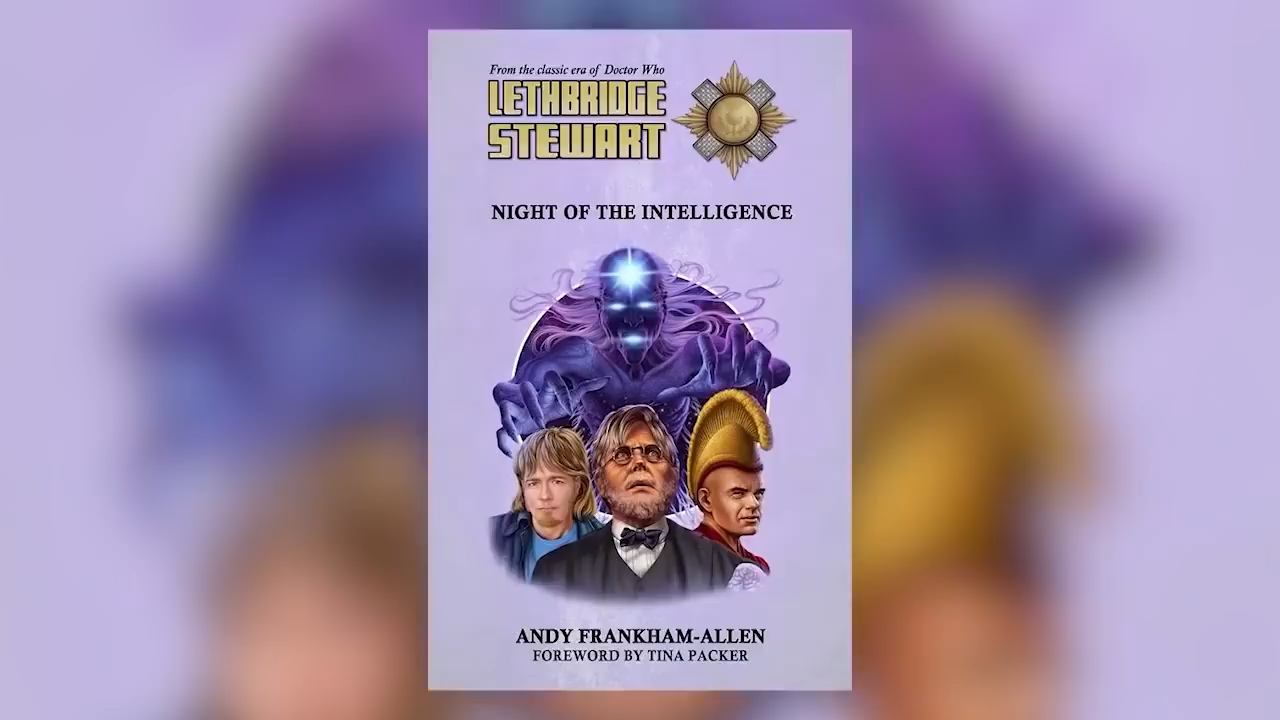 From the classic era of Doctor Who
LETHBRIDGE
STEWART
NIGHT OF THE INTELLIGENCE
ANDY FRANKHAM-ALLEN
FOREWORD BY TINA PACKER